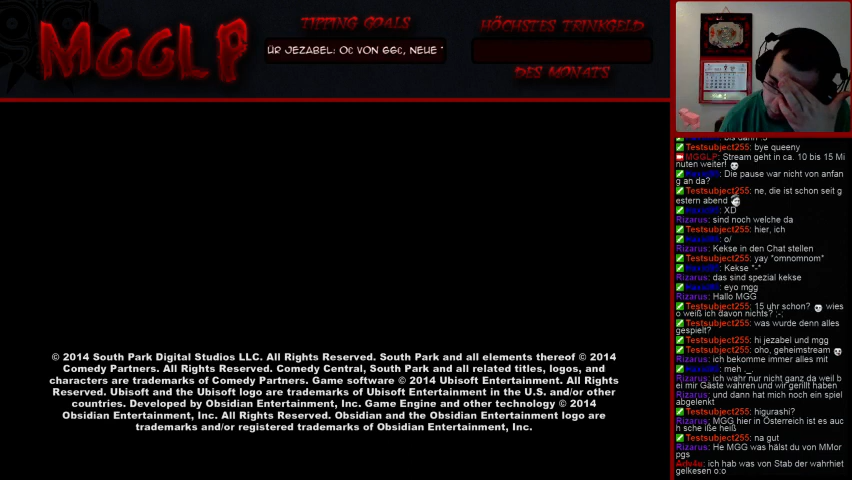 MGGLP
TIPPING GOALS
ÜR JEZABEL: 0€ VON 66€, NEUE
HÖCHSTES TRINKGELD
DES MONATS
© 2014 South Park Digital Studios LLC. All Rights Reserved. South Park and all elements thereof © 2014
Comedy Partners. All Rights Reserved. Comedy Central, South Park and all related titles, logos, and
characters are trademarks of Comedy Partners. Game software © 2014 Ubisoft Entertainment. All Rights
Reserved. Ubisoft and the Ubisoft logo are trademarks of Ubisoft Entertainment in the U.S. and/or other
countries. Developed by Obsidian Entertainment, Inc. Game Engine and other technology © 2014
Obsidian Entertainment, Inc. All Rights Reserved. Obsidian and the Obsidian Entertainment logo are
trademarks and/or registered trademarks of Obsidian Entertainment, Inc.
Testsubject255: bye queeny
MGGLP: Stream geht in ca. 10 bis 15 Mi
nuten weiter!
: Die pause war nicht von anfan
g an da?
Testsubject255: ne, die ist schon seit g
estern abend
: XD
Rizarus: sind noch welche da
Testsubject255: hier, ich
: o/
Rizarus: Kekse in den Chat stellen
Testsubject255: yay *omnomnom*
: Kekse *-*
Rizarus: das sind spezial kekse
: eyo mgg
Rizarus: Hallo MGG
Testsubject255: 15 uhr schon? wies
o weiß ich davon nichts? ;-;
Testsubject255: was wurde denn alles
gespielt?
Testsubject255: hi jezabel und mgg
Testsubject255: oho, geheimstream
Rizarus: ich bekomme immer alles mit
: meh ._.
Rizarus: ich wahr nur nicht ganz da weil b
ei mir Gäste wahren und wir gerillt haben
Rizarus: und dann hat mich noch ein spiel
abgelenkt
Testsubject255: higurashi?
Rizarus: MGG hier in Österreich ist es auc
h sche iße heiß
Testsubject255: na gut
Rizarus: He MGG was hälst du von MMor
pgs
: ich hab was von Stab der wahrhiet
gelkesen o:o